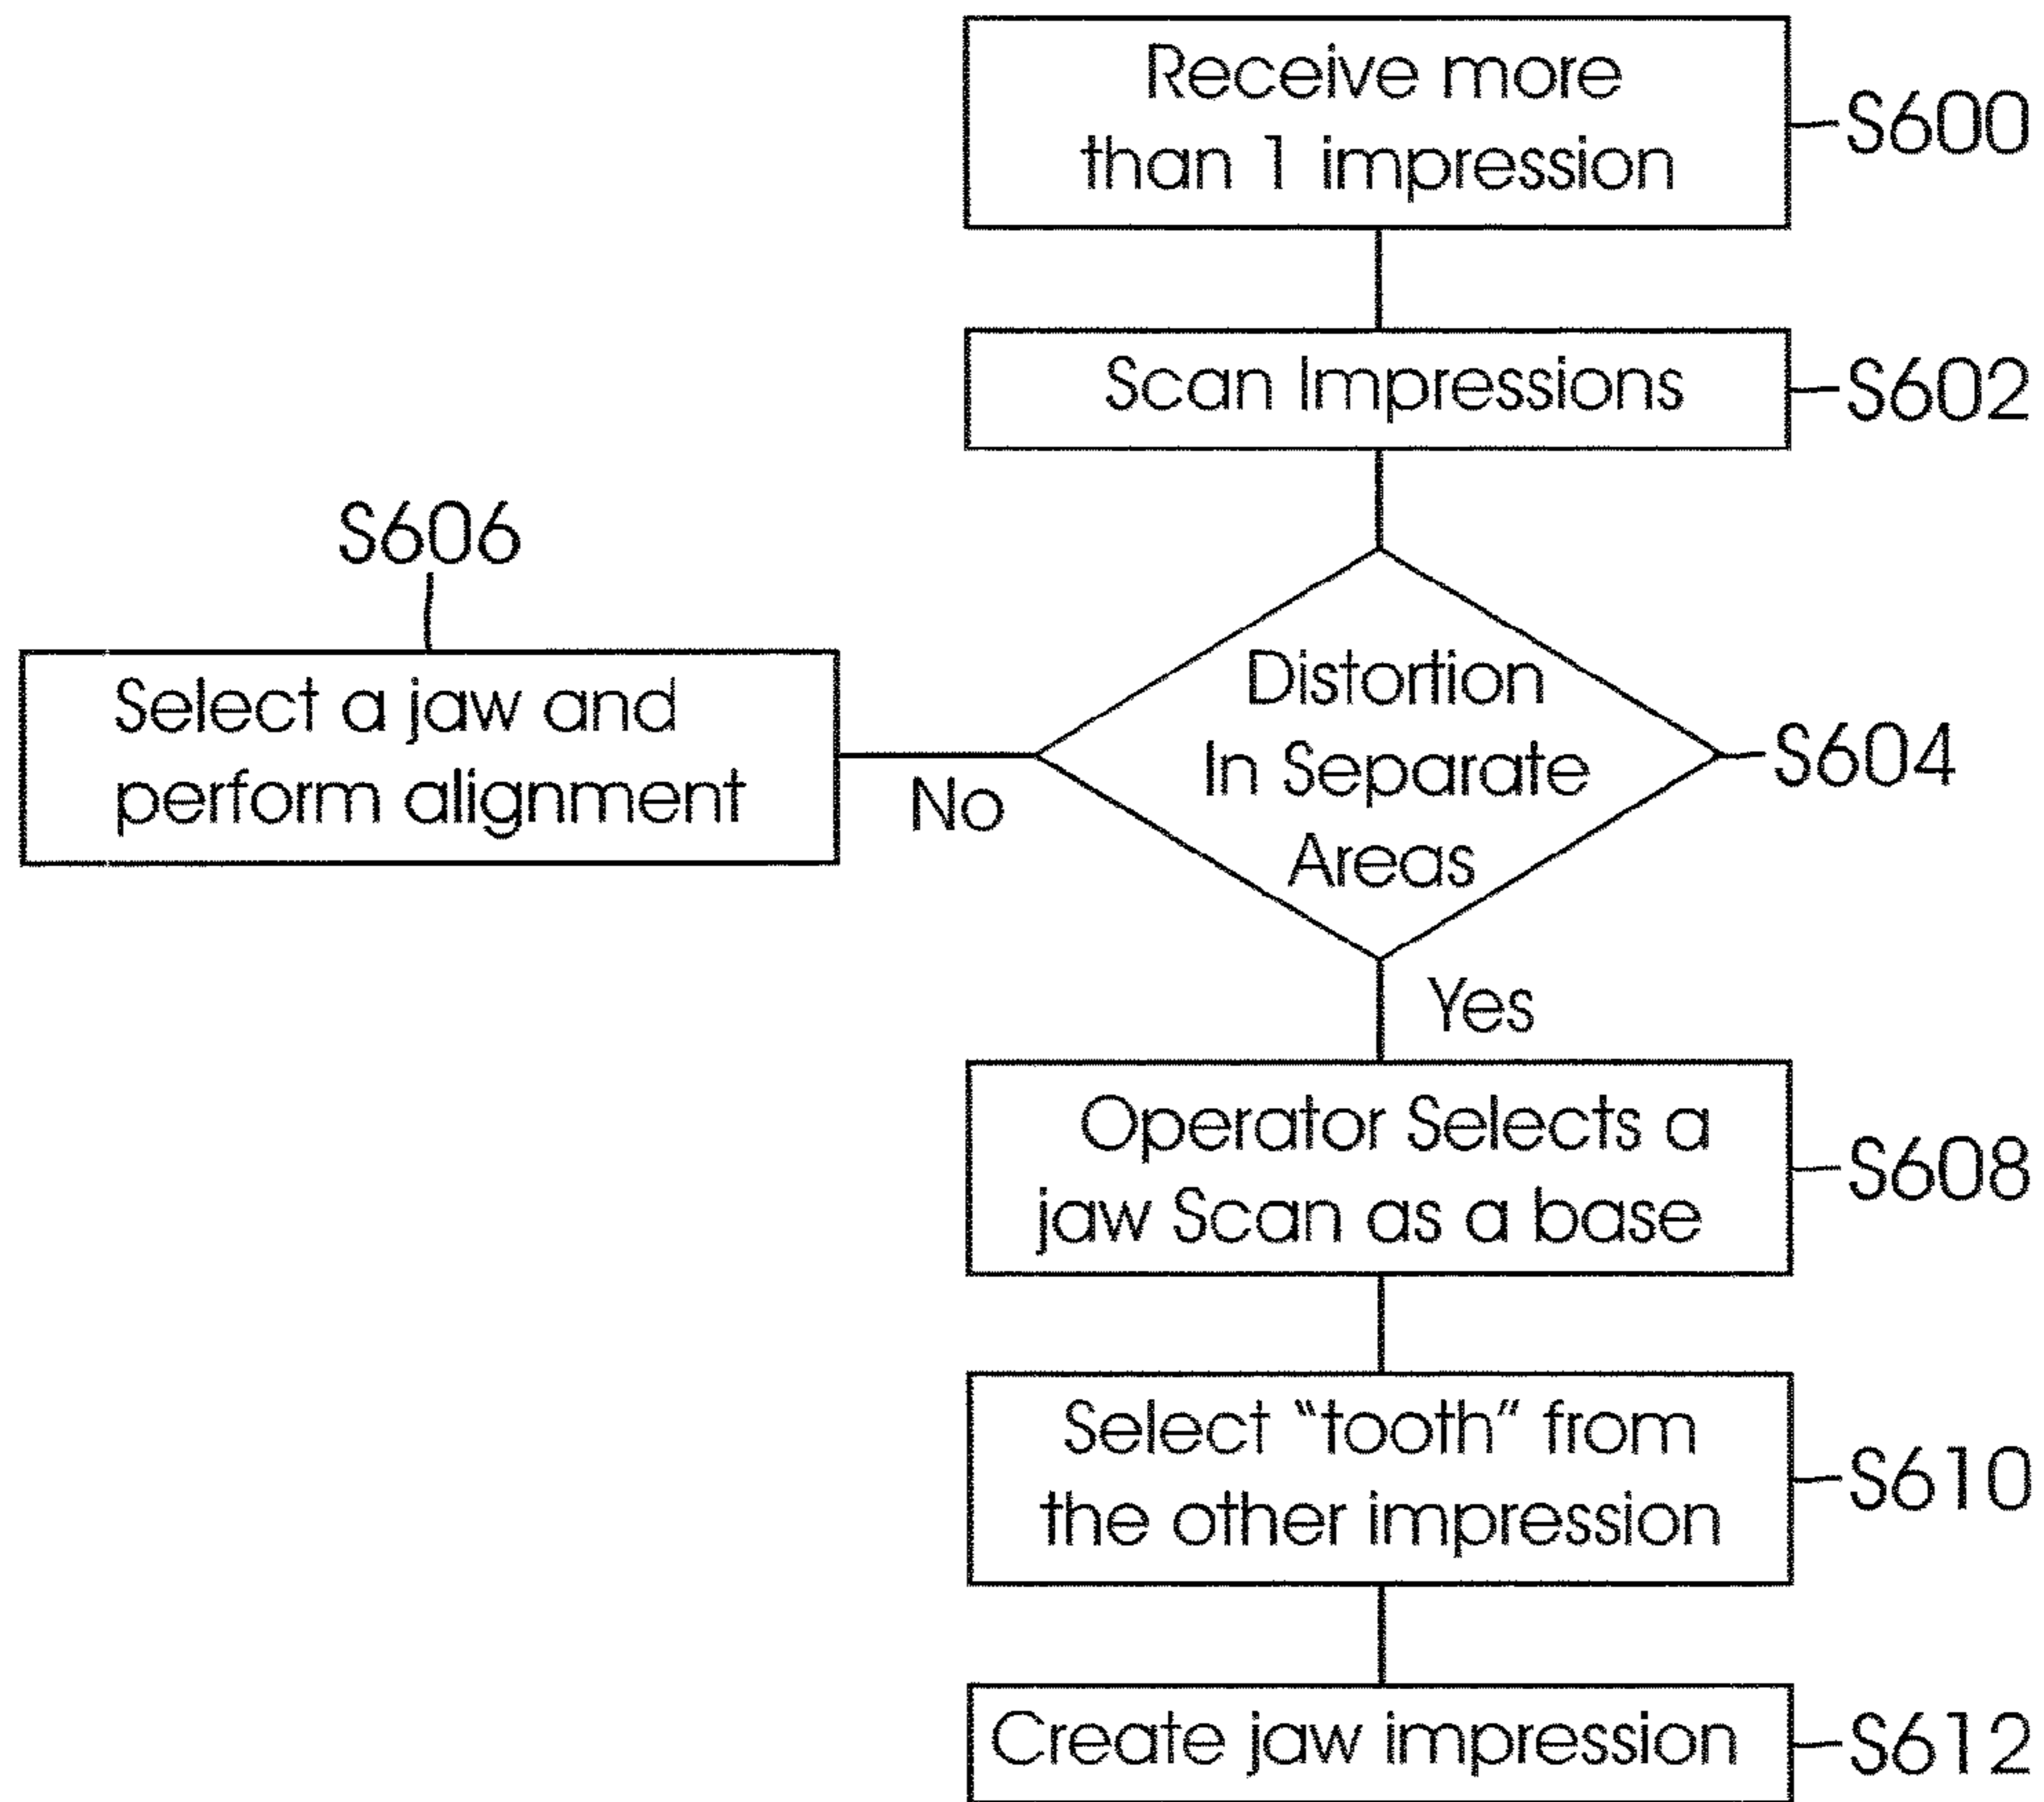 Receive more
than 1 impression
S600
Scan Impressions
S602
S606
Select a jaw and
perform alignment
No
Distortion
In Separate
Areas
S604
Yes
Operator Selects a
jaw Scan as a base
S608
Select “tooth” from
the other impression
S610
Create jaw impression
S612